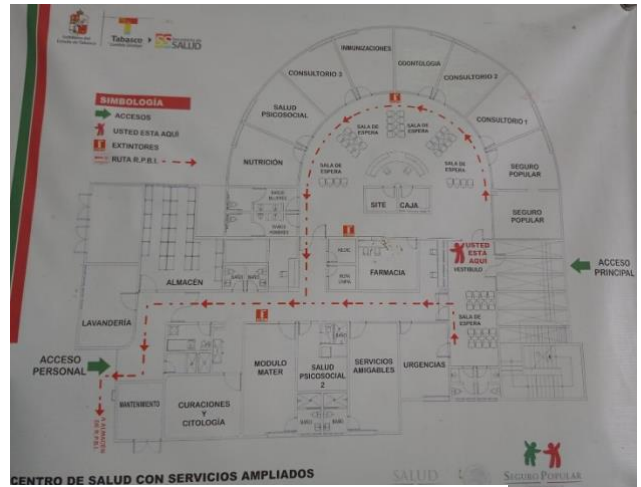 Tabasco
SALUD
SIMBOLOGÍA
ACCESOS
USTED ESTA AQUÍ
EXTINTORES
RUTA R.P.B.I.
INMUNIZACIONES
ODONTOLOGIA
CONSULTORIO 3
CONSULTORIO 2
SALUD
PSICOSOCIAL
CONSULTORIO 1
SALA DE
ESPERA
SALA DE
ESPERA
NUTRICIÓN
SALA DE
ESPERA
SALA DE
ESPERA
SEGURO
POPULAR
SITE
CAJA
SEGURO
POPULAR
USTED
ESTA
AQUÍ
VESTIBULO
ACCESO
PRINCIPAL
FARMACIA
ALMACÉN
LAVANDERÍA
SALA DE
ESPERA
ACCESO
PERSONAL
MODULO
MATER
SALUD
PSICOSOCIAL
2
SERVICIOS
AMIGABLES
URGENCIAS
MANTENIMIENTO
CURACIONES
Y
CITOLOGÍA
A ALMACEN
DE R.P.B.I.
CENTRO DE SALUD CON SERVICIOS AMPLIADOS
SALUD
SEGURO POPULAR